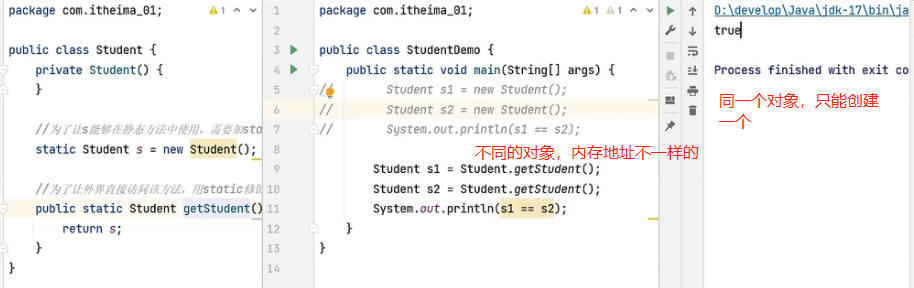 package com.itheima_01;
1
public class Student {
private Student() {
}
//为了让s能够在静态方法中使用，需要加sta
static Student s = new Student();
//为了让外界直接访问该方法，用static修饰
public static Student getStudent()
return s;
}
}
1 package com.itheima_01;
1 1
2
3 public class StudentDemo {
4 public static void main(String[] args) {
5 // Student s1 = new Student();
6 // Student s2 = new Student();
7 // System.out.println(s1 == s2);
8
不同的对象，内存地址不一样的
9 Student s1 = Student.getStudent();
10 Student s2 = Student.getStudent();
11 System.out.println(s1 == s2);
12 }
13 }
14
D:\develop\Java\jdk-17\bin\ja
true
Process finished with exit co
同一个对象，只能创建
一个